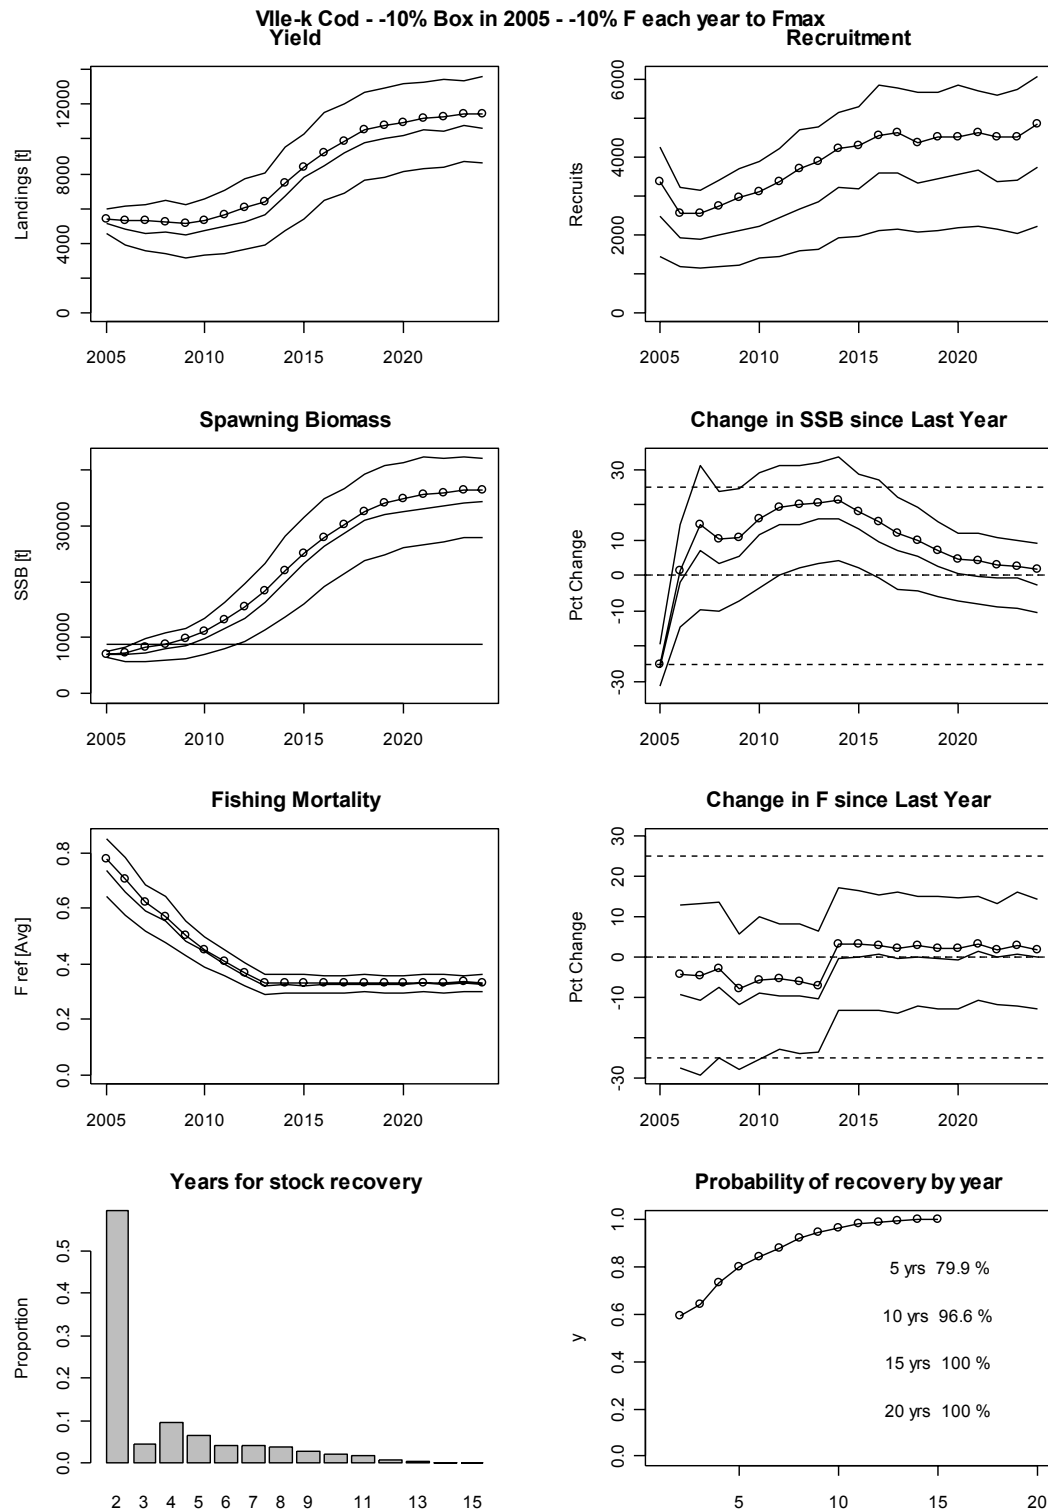 VIIe-k Cod - -10% Box in 2005 - -10% F each year to Fmax
Yield
Landings [t]
0 4000 8000 12000
2005 2010 2015 2020
Recruitment
Recruits
0 2000 4000 6000
2005 2010 2015 2020
Spawning Biomass
SSB [t]
0 10000 30000
2005 2010 2015 2020
Change in SSB since Last Year
Pct Change
-30 -10 0 10 30
2005 2010 2015 2020
Fishing Mortality
F ref [Avg]
0.0 0.2 0.4 0.6 0.8
2005 2010 2015 2020
Change in F since Last Year
Pct Change
-30 -10 0 10 20 30
2005 2010 2015 2020
Years for stock recovery
Proportion
0.0 0.1 0.2 0.3 0.4 0.5
2 3 4 5 6 7 8 9 11 13 15
Probability of recovery by year
y
0.0 0.2 0.4 0.6 0.8 1.0
5 yrs 79.9 %
10 yrs 96.6 %
15 yrs 100 %
20 yrs 100 %
5 10 15 20